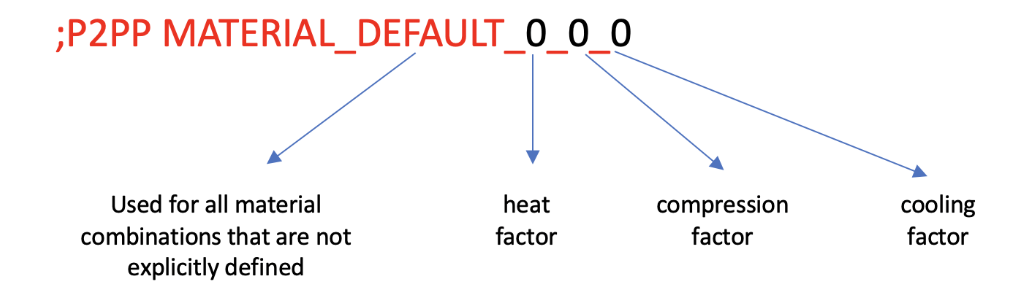 ;P2PP MATERIAL_DEFAULT_0_0_0
Used for all material
combinations that are not
explicitly defined
heat
factor
compression
factor
cooling
factor